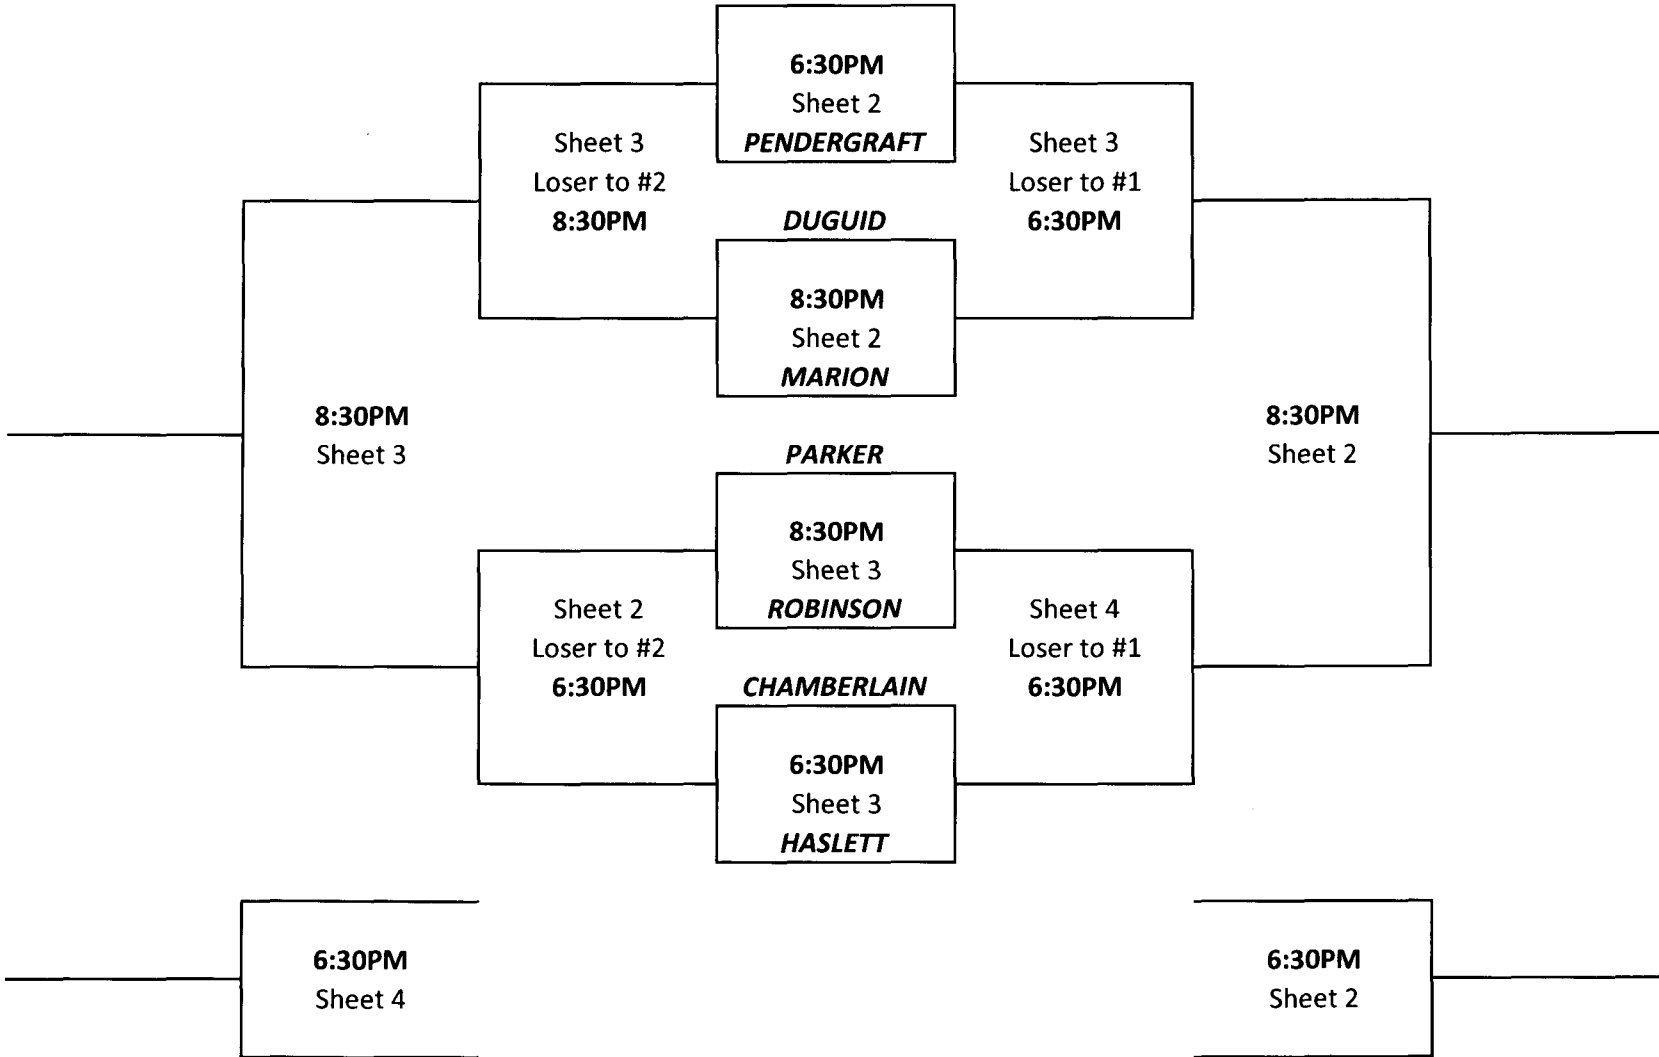 6:30PM
Sheet 2
PENDERGRAFT
Sheet 3
Loser to #2
8:30PM
Sheet 3
Loser to #1
6:30PM
DUGUID
8:30PM
Sheet 2
MARION
8:30PM
Sheet 3
8:30PM
Sheet 2
PARKER
8:30PM
Sheet 3
ROBINSON
Sheet 2
Loser to #2
6:30PM
Sheet 4
Loser to #1
6:30PM
CHAMBERLAIN
6:30PM
Sheet 3
HASLETT
6:30PM
Sheet 4
6:30PM
Sheet 2